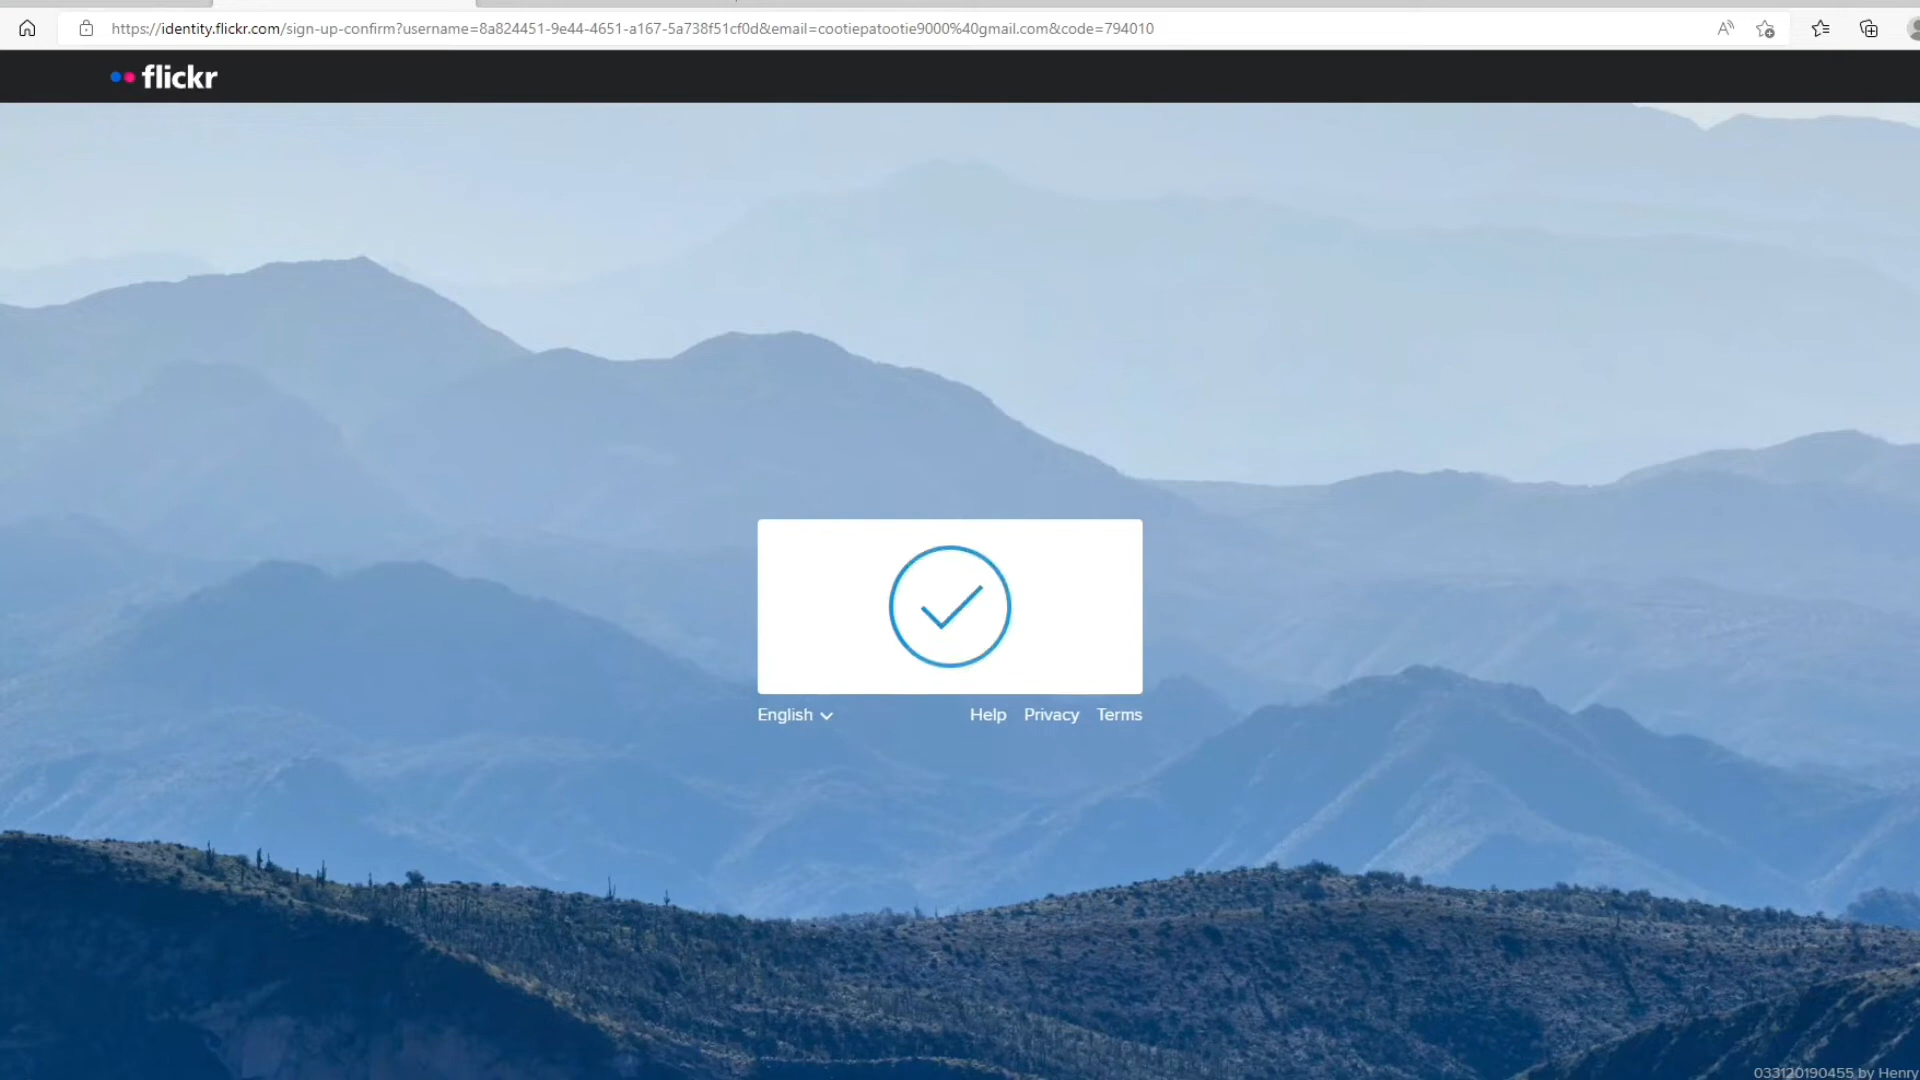 https://identity.flickr.com/sign-up-confirm?username=8a824451-9e44-4651-a167-5a738f51cf0d&email=cootiepatootie9000%40gmail.com&code=794010
flickr
English
Help Privacy Terms
033120190455 by Henry